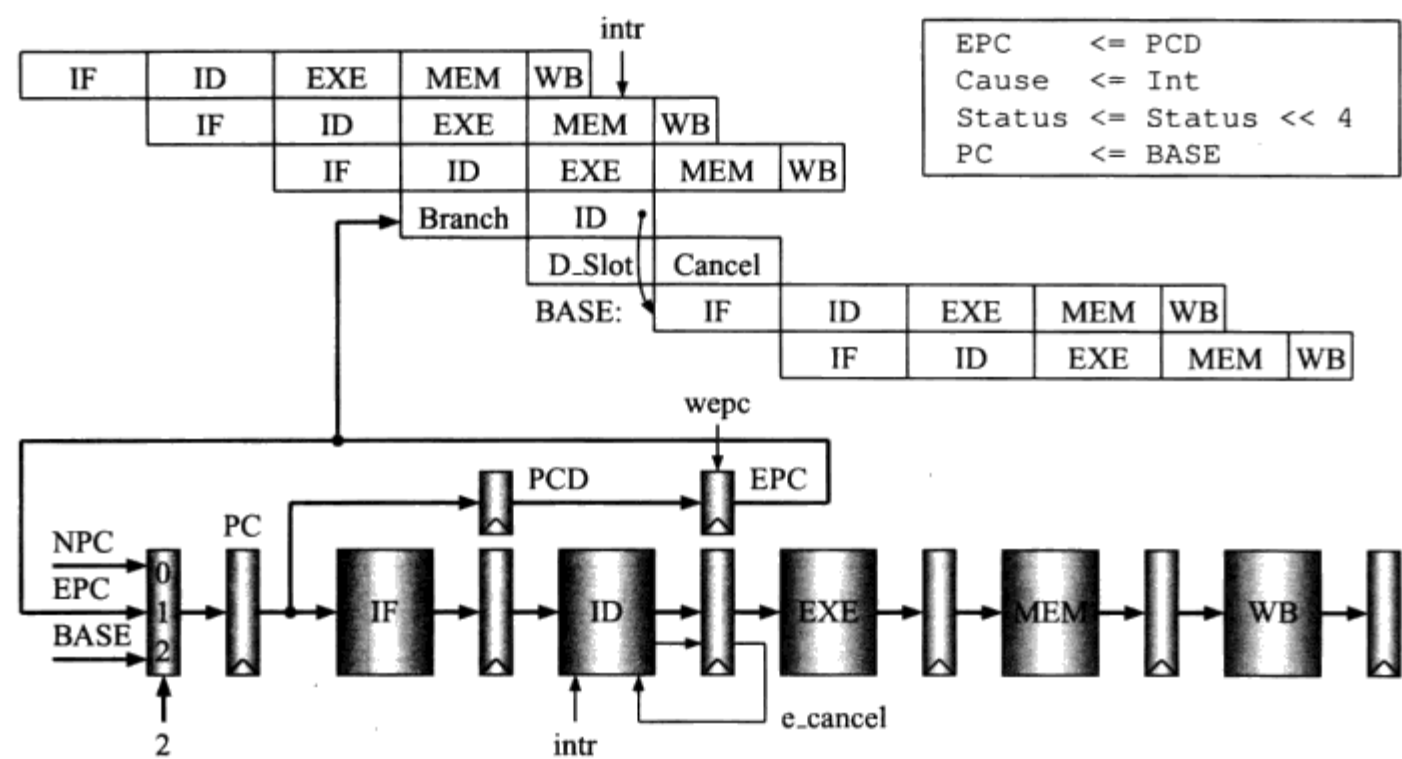 intr
IF ID EXE MEM WB
IF ID EXE MEM WB
IF ID EXE MEM WB
Branch ID
D_Slot Cancel
BASE: IF ID EXE MEM WB
IF ID EXE MEM WB
EPC <= PCD
Cause <= Int
Status <= Status << 4
PC <= BASE
wepc
PCD EPC
PC
NPC
EPC
BASE
0
1
2
IF ID EXE MEM WB
e_cancel
2
intr